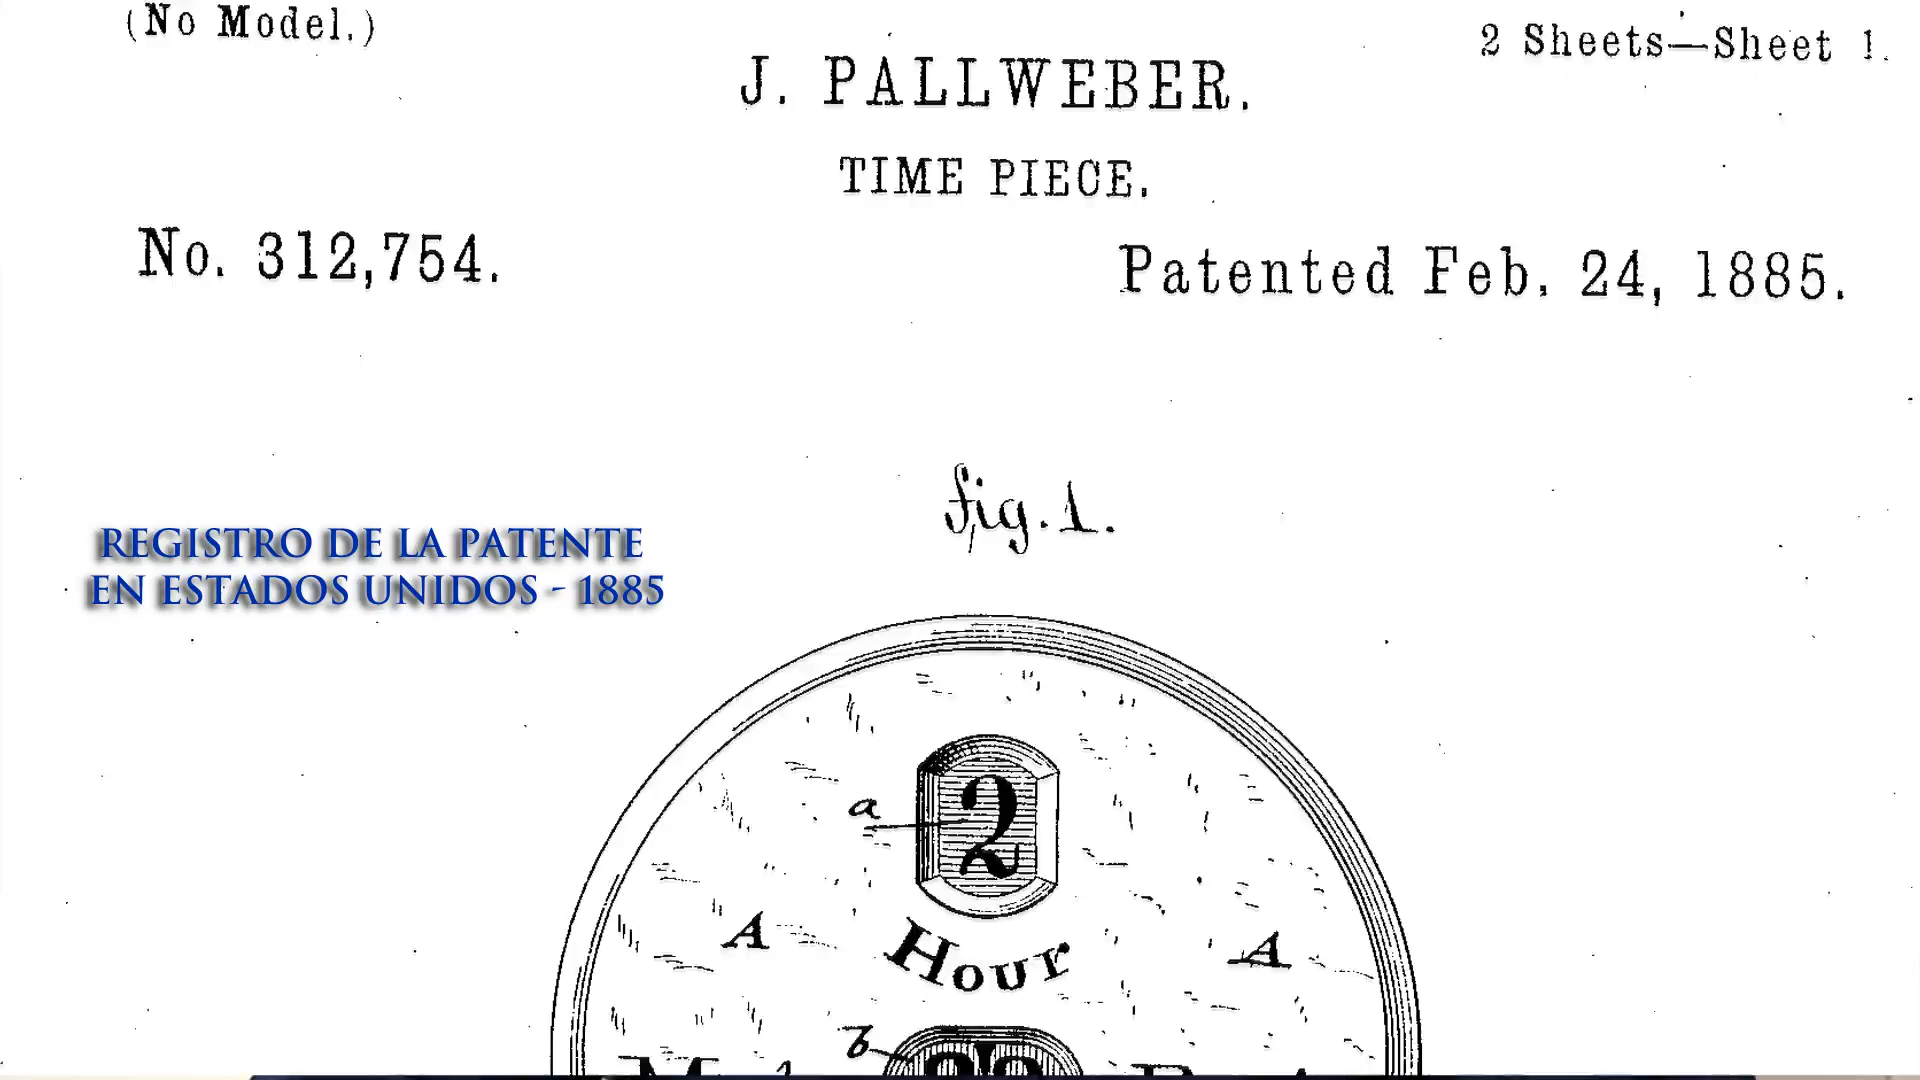 (No Model.)
2 Sheets—Sheet 1.
J. PALLWEBER.
TIME PIECE.
No. 312,754.
Patented Feb. 24, 1885.
fig. 1.
REGISTRO DE LA PATENTE
EN ESTADOS UNIDOS - 1885
2
a
A
Hour
A
b